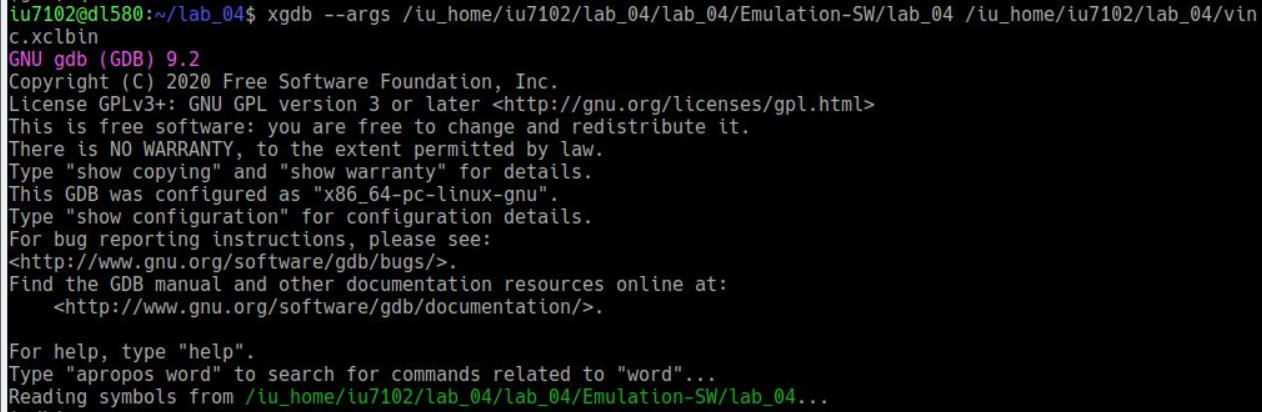 iu7102@dl580:~/lab_04$ xgdb --args /iu_home/iu7102/lab_04/lab_04/Emulation-SW/lab_04 /iu_home/iu7102/lab_04/vin
c.xclbin
GNU gdb (GDB) 9.2
Copyright (C) 2020 Free Software Foundation, Inc.
License GPLv3+: GNU GPL version 3 or later <http://gnu.org/licenses/gpl.html>
This is free software: you are free to change and redistribute it.
There is NO WARRANTY, to the extent permitted by law.
Type "show copying" and "show warranty" for details.
This GDB was configured as "x86_64-pc-linux-gnu".
Type "show configuration" for configuration details.
For bug reporting instructions, please see:
<http://www.gnu.org/software/gdb/bugs/>.
Find the GDB manual and other documentation resources online at:
    <http://www.gnu.org/software/gdb/documentation/>.

For help, type "help".
Type "apropos word" to search for commands related to "word"...
Reading symbols from /iu_home/iu7102/lab_04/lab_04/Emulation-SW/lab_04...